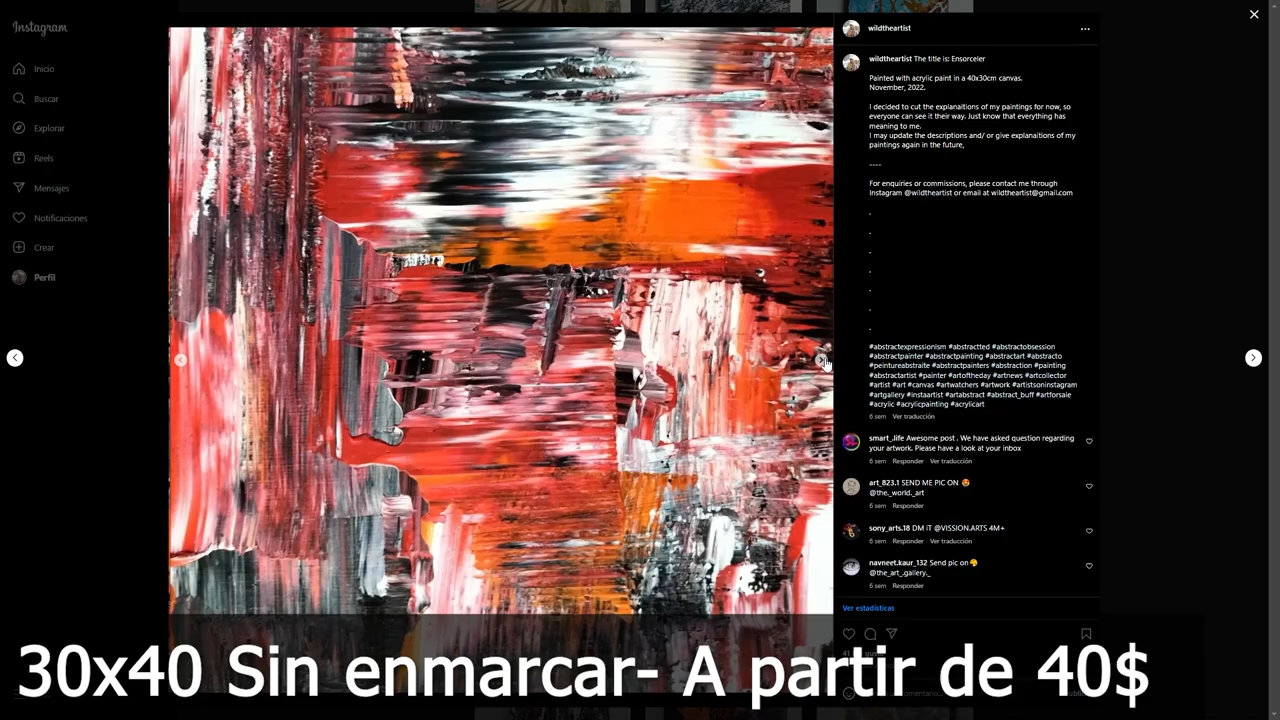 Instagram
Inicio
Buscar
Explorar
Reels
Mensajes
Notificaciones
Crear
Perfil
wildtheartist
wildtheartist The title is: Ensorceler
Painted with acrylic paint in a 40x30cm canvas.
November, 2022.
I decided to cut the explanaitions of my paintings for now, so
everyone can see it their way. Just know that everything has
meaning to me.
I may update the descriptions and/ or give explanaitions of my
paintings again in the future,
----
For enquiries or commissions, please contact me through
Instagram @wildtheartist or email at wildtheartist@gmail.com
.
.
.
.
.
.
.
#abstractexpressionism #abstractted #abstractobsession
#abstractpainter #abstractpainting #abstractart #abstracto
#peintureabstraite #abstractpainters #abstraction #painting
#abstractartist #painter #artoftheday #artnews #artcollector
#artist #art #canvas #artwatchers #artwork #artistsoninstagram
#artgallery #instaartist #artabstract #abstract_buff #artforsale
#acrylic #acrylicpainting #acrylicart
6 sem Ver traducción
smart_.life Awesome post . We have asked question regarding
your artwork. Please have a look at your inbox
6 sem Responder Ver traducción
art_823.1 SEND ME PIC ON 😍
@the._world._art
6 sem Responder
sony_arts.18 DM iT @VISSION.ARTS 4M+
6 sem Responder Ver traducción
navneet.kaur_132 Send pic on
@the_art_.gallery._
6 sem Responder
Ver estadísticas
30x40 Sin enmarcar- A partir de 40$